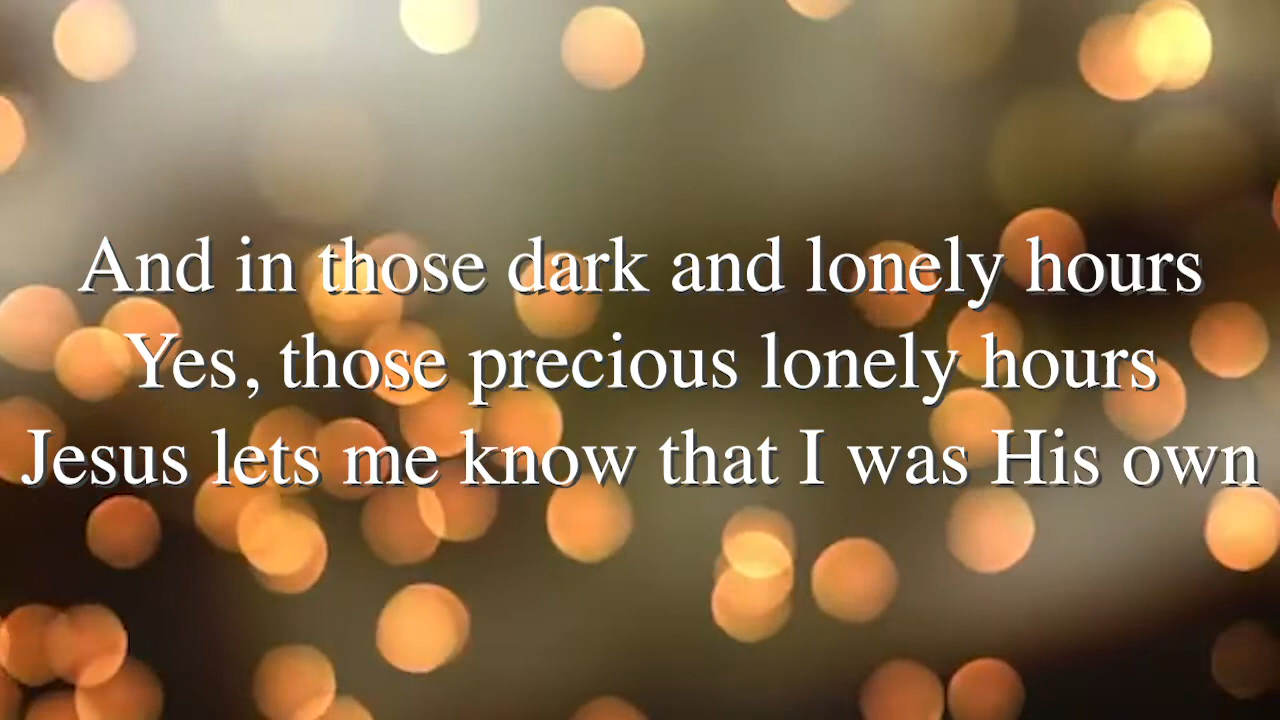 And in those dark and lonely hours
Yes, those precious lonely hours
Jesus lets me know that I was His own